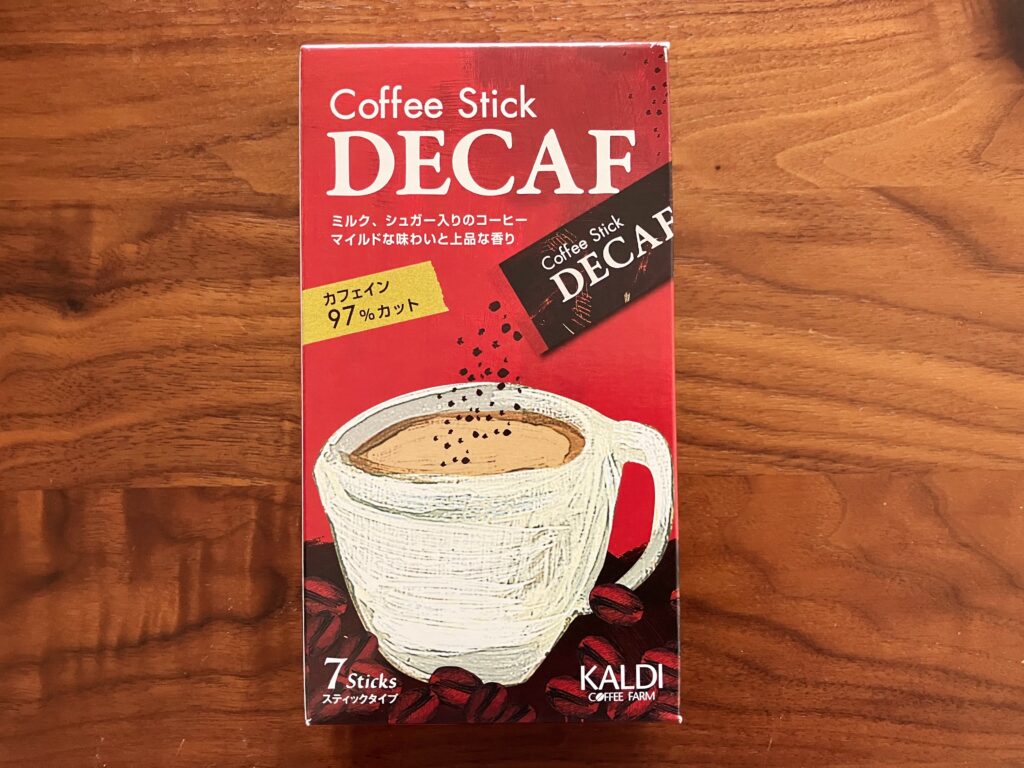 Coffee Stick
DECAF
ミルク、シュガー入りのコーヒー
マイルドな味わいと上品な香り
Coffee Stick
DECAF
カフェイン
97%カット
7 Sticks
スティックタイプ
KALDI
COFFEE FARM